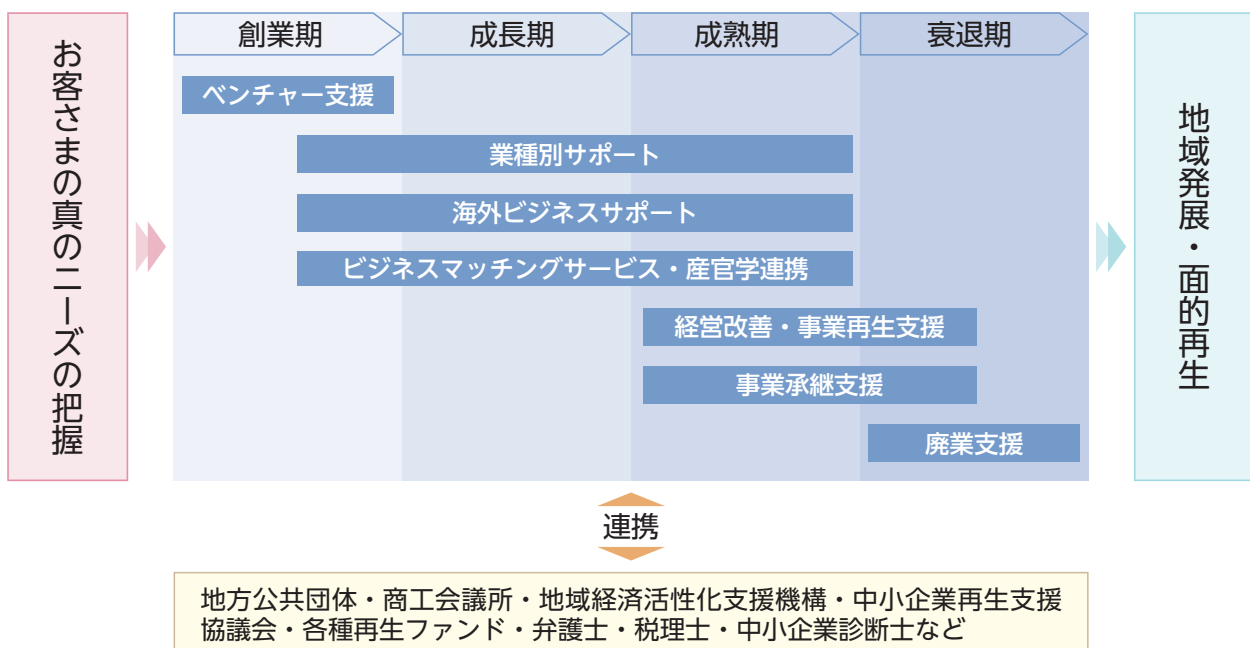 お客さまの真のニーズの把握
創業期
成長期
成熟期
衰退期
ベンチャー支援
業種別サポート
海外ビジネスサポート
ビジネスマッチングサービス・産官学連携
経営改善・事業再生支援
事業承継支援
廃業支援
地域発展・面的再生
連携
地方公共団体・商工会議所・地域経済活性化支援機構・中小企業再生支援
協議会・各種再生ファンド・弁護士・税理士・中小企業診断士など